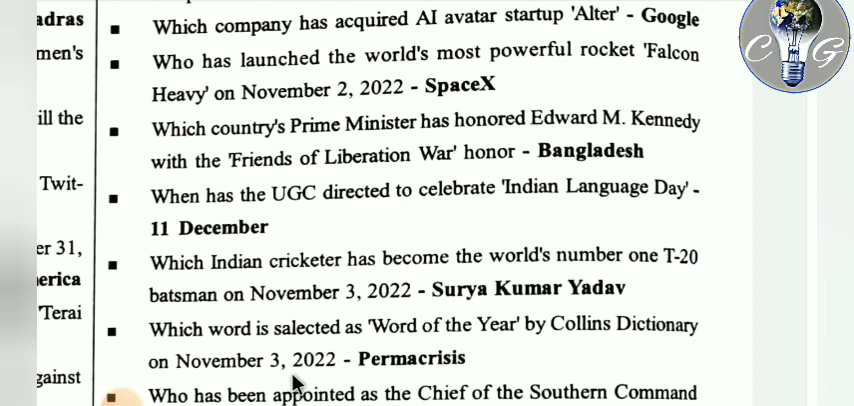 adras
men's
ill the
Twit-
er 31,
erica
'Terai
gainst
■ Which company has acquired AI avatar startup 'Alter' - Google
■ Who has launched the world's most powerful rocket 'Falcon
Heavy' on November 2, 2022 - SpaceX
■ Which country's Prime Minister has honored Edward M. Kennedy
with the 'Friends of Liberation War' honor - Bangladesh
■ When has the UGC directed to celebrate 'Indian Language Day' -
11 December
■ Which Indian cricketer has become the world's number one T-20
batsman on November 3, 2022 - Surya Kumar Yadav
■ Which word is salected as 'Word of the Year' by Collins Dictionary
on November 3, 2022 - Permacrisis
■ Who has been appointed as the Chief of the Southern Command
C G